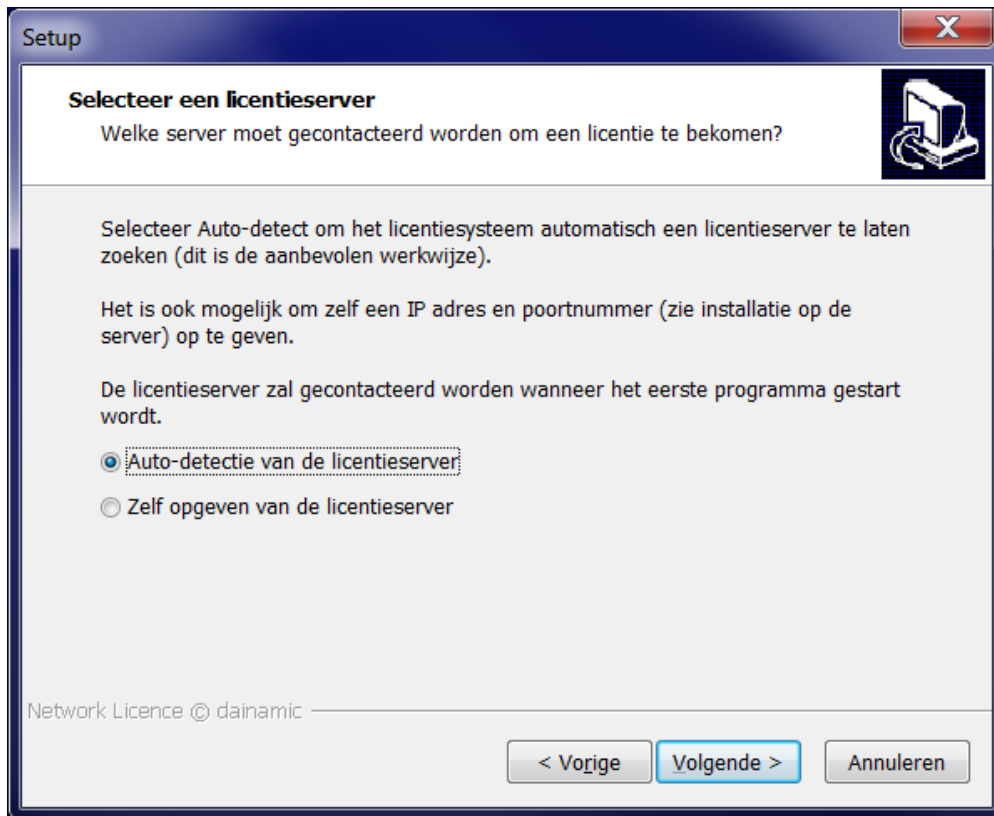 Setup
Selecteer een licentieserver
Welke server moet gecontacteerd worden om een licentie te bekomen?
Selecteer Auto-detect om het licentiesysteem automatisch een licentieserver te laten
zoeken (dit is de aanbevolen werkwijze).
Het is ook mogelijk om zelf een IP adres en poortnummer (zie installatie op de
server) op te geven.
De licentieserver zal gecontacteerd worden wanneer het eerste programma gestart
wordt.
Auto-detectie van de licentieserver
Zelf opgeven van de licentieserver
Network Licence © dainamic
< Vorige Volgende > Annuleren